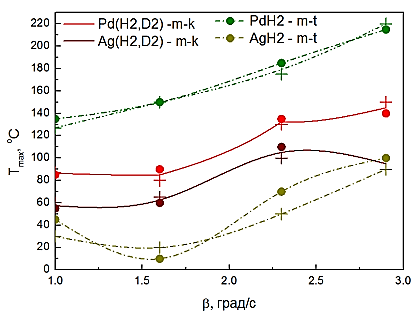 Pd(H2,D2) -m-k
Ag(H2,D2) -m-k
PdH2 - m-t
AgH2 - m-t
Tmax, °C
220
200
180
160
140
120
100
80
60
40
20
0
1.0
1.5
2.0
2.5
3.0
β, град/с